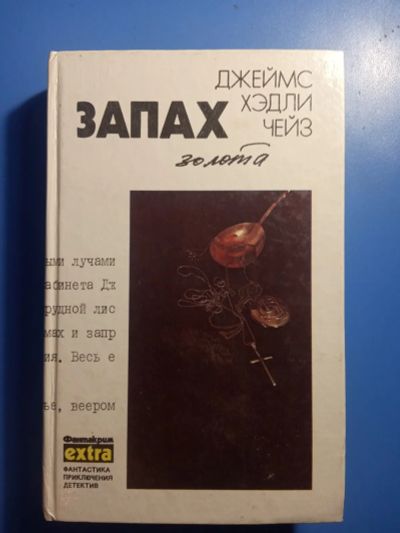 ДЖЕЙМС
ХЭДЛИ
ЧЕЙЗ
ЗАПАХ
золота
ыми лучами
абинета Дж
рудной лис
мах и запр
ия. Весь е
ье, веером
Фантакрим
extra
ФАНТАСТИКА
ПРИКЛЮЧЕНИЯ
ДЕТЕКТИВ